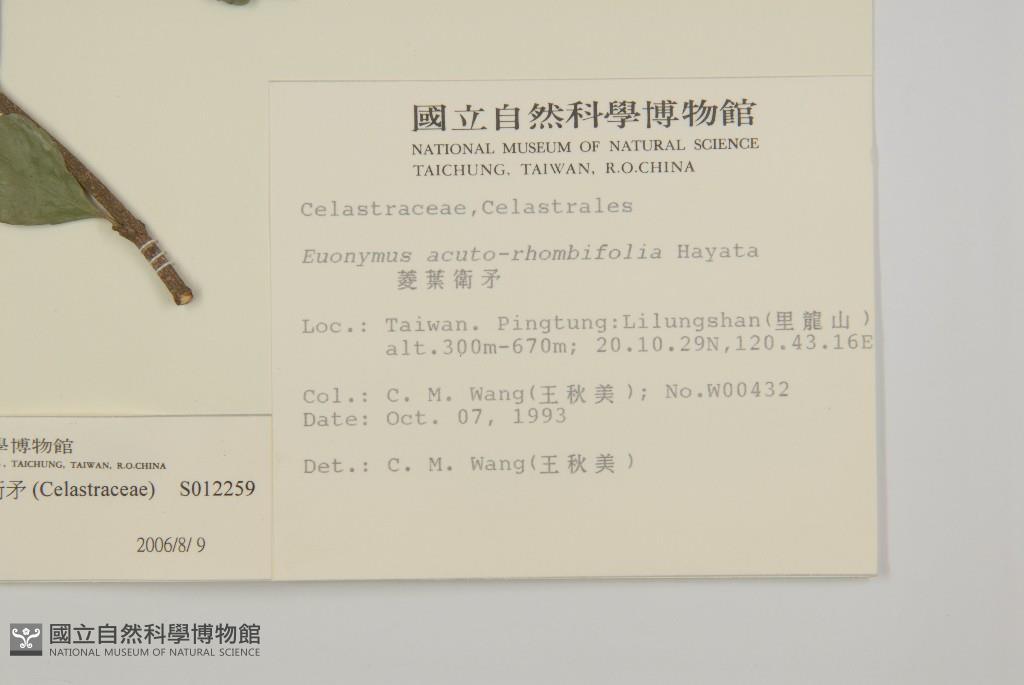 國立自然科學博物館
NATIONAL MUSEUM OF NATURAL SCIENCE
TAICHUNG, TAIWAN, R.O.CHINA
Celastraceae,Celastrales
Euonymus acuto-rhombifolia Hayata
菱葉衛矛
Loc.: Taiwan. Pingtung:Lilungshan(里龍山)
alt.300m-670m; 20.10.29N,120.43.16E
Col.: C. M. Wang(王秋美); No.W00432
Date: Oct. 07, 1993
Det.: C. M. Wang(王秋美)
學博物館
, TAICHUNG, TAIWAN, R.O.CHINA
衛矛 (Celastraceae) S012259
2006/8/9
國立自然科學博物館
NATIONAL MUSEUM OF NATURAL SCIENCE